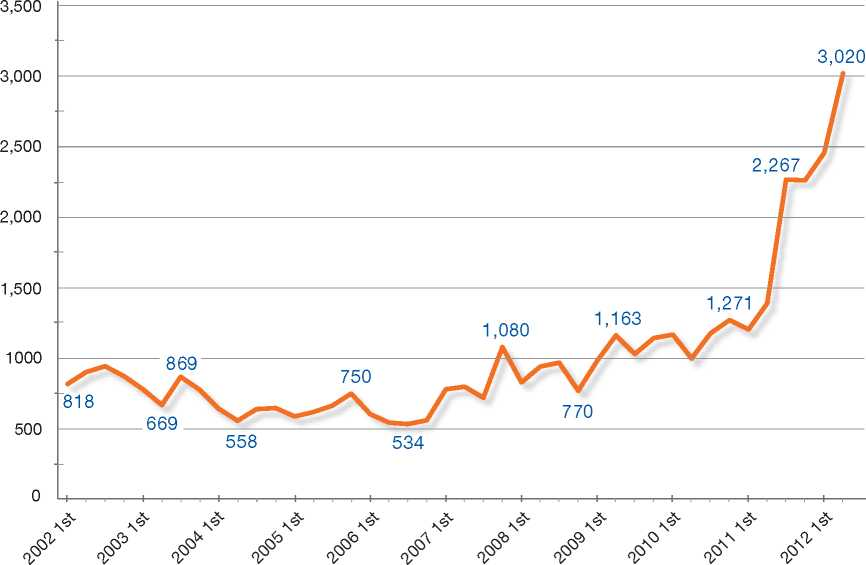 3,500
3,000
2,500
2,000
1,500
1000
500
0
818
669
869
558
750
534
1,080
770
1,163
1,271
2,267
3,020
2002 1st
2003 1st
2004 1st
2005 1st
2006 1st
2007 1st
2008 1st
2009 1st
2010 1st
2011 1st
2012 1st